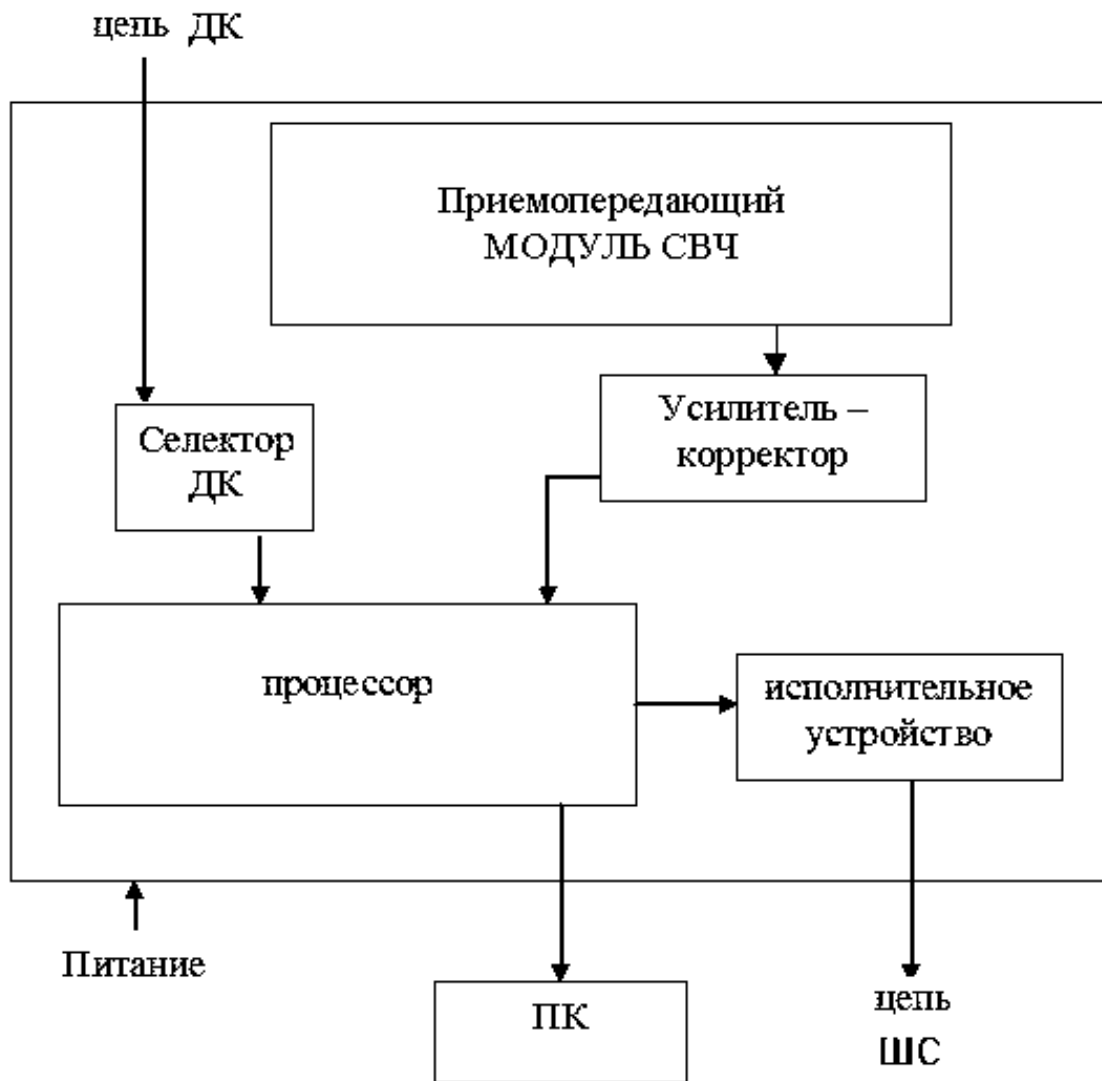 цепь ДК
Приемопередающий
МОДУЛЬ СВЧ
Усилитель –
корректор
Селектор
ДК
процессор
исполнительное
устройство
Питание
ПК
цепь
ШС